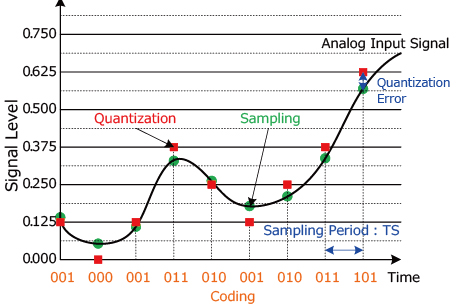 0.750
Analog Input Signal
0.625
Quantization
Error
0.500
Quantization
Sampling
0.375
0.250
0.125
Sampling Period : TS
0.000
Signal Level
001 000 001 011 010 001 010 011 101 Time
Coding